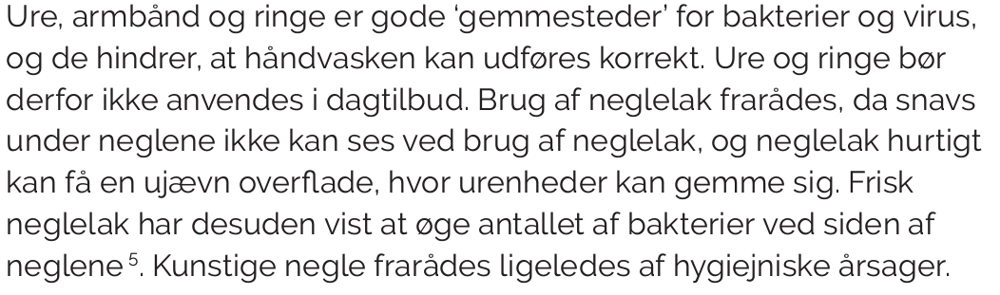 Ure, armbånd og ringe er gode ‘gemmesteder’ for bakterier og virus,
og de hindrer, at håndvasken kan udføres korrekt. Ure og ringe bør
derfor ikke anvendes i dagtilbud. Brug af neglelak frarådes, da snavs
under neglene ikke kan ses ved brug af neglelak, og neglelak hurtigt
kan få en ujævn overflade, hvor urenheder kan gemme sig. Frisk
neglelak har desuden vist at øge antallet af bakterier ved siden af
neglene⁵. Kunstige negle frarådes ligeledes af hygiejniske årsager.